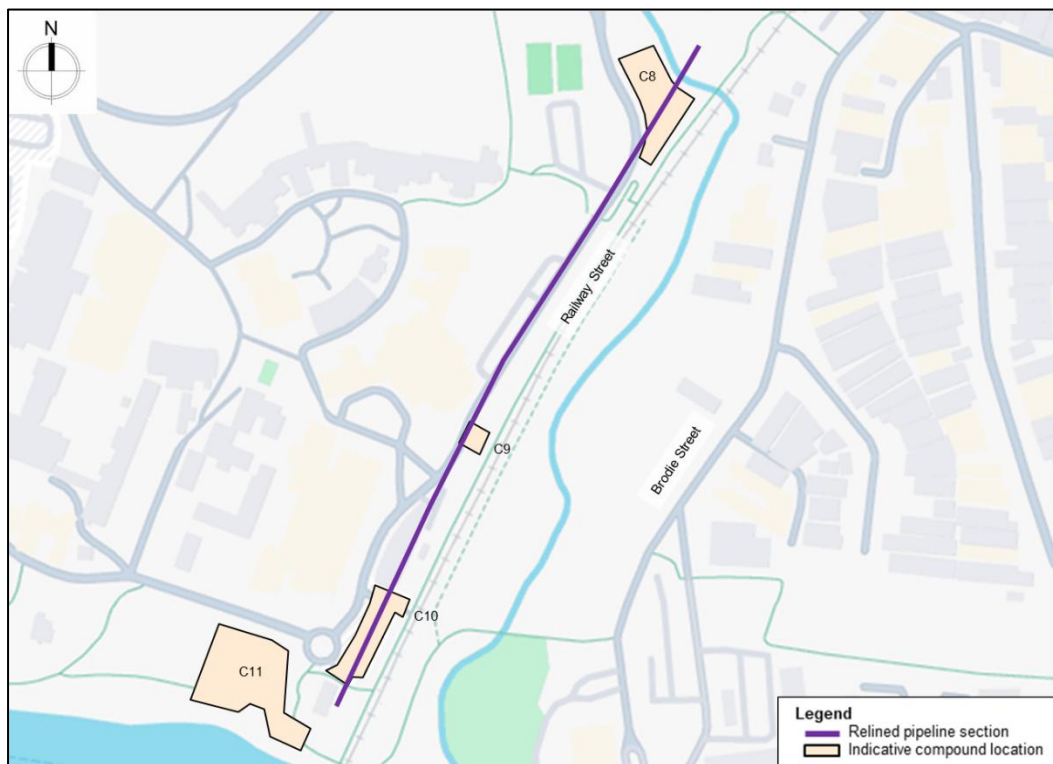 N
C8
Railway Street
C9
Brodie Street
C10
C11
Legend
Relined pipeline section
Indicative compound location